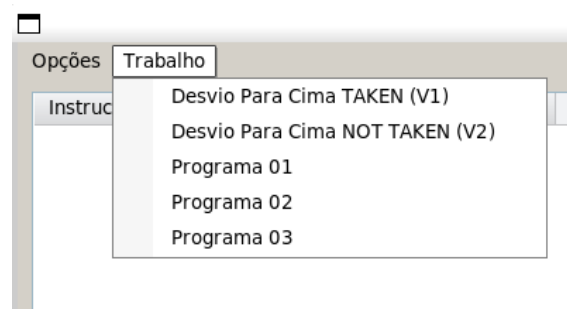 Opções Trabalho
Instruc
Desvio Para Cima TAKEN (V1)
Desvio Para Cima NOT TAKEN (V2)
Programa 01
Programa 02
Programa 03